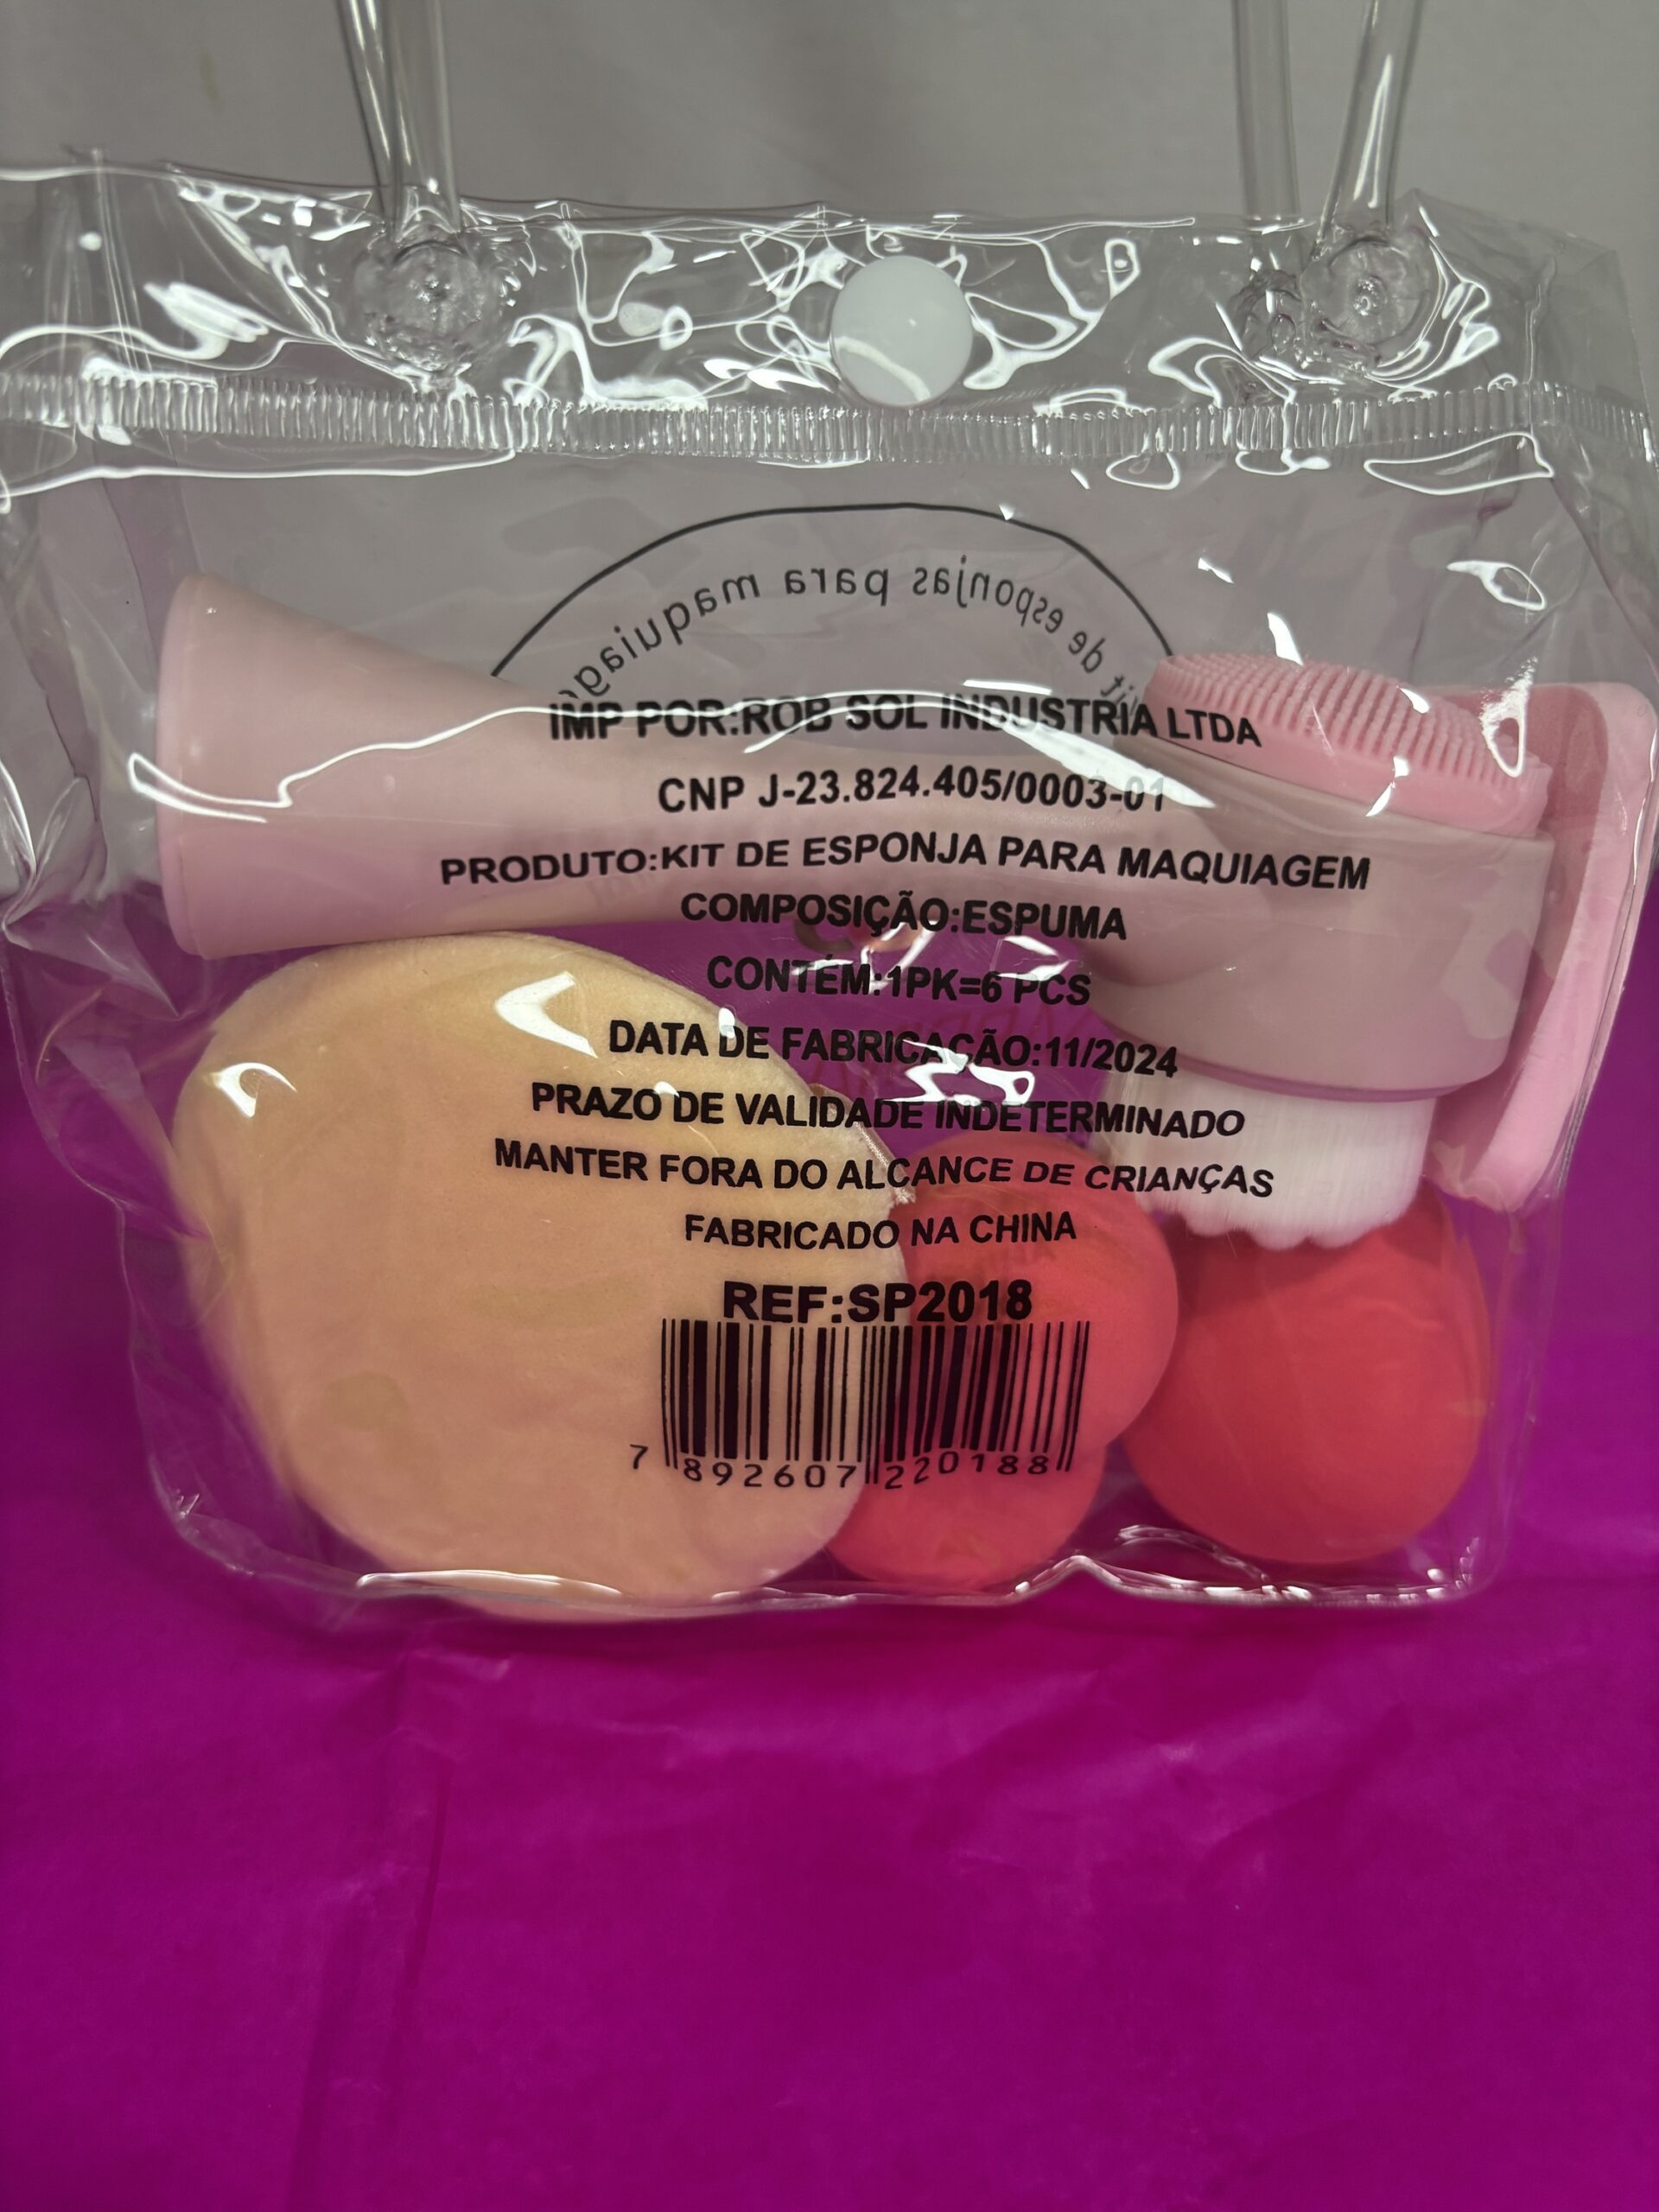 kit de esponjas para maquiage
IMP POR:ROB SOL INDUSTRIA LTDA
CNP J-23.824.405/0003-01
PRODUTO:KIT DE ESPONJA PARA MAQUIAGEM
COMPOSIÇÃO:ESPUMA
CONTÉM:1PK=6 PCS
DATA DE FABRICAÇÃO:11/2024
PRAZO DE VALIDADE INDETERMINADO
MANTER FORA DO ALCANCE DE CRIANÇAS
FABRICADO NA CHINA
REF:SP2018
7 892607 220188